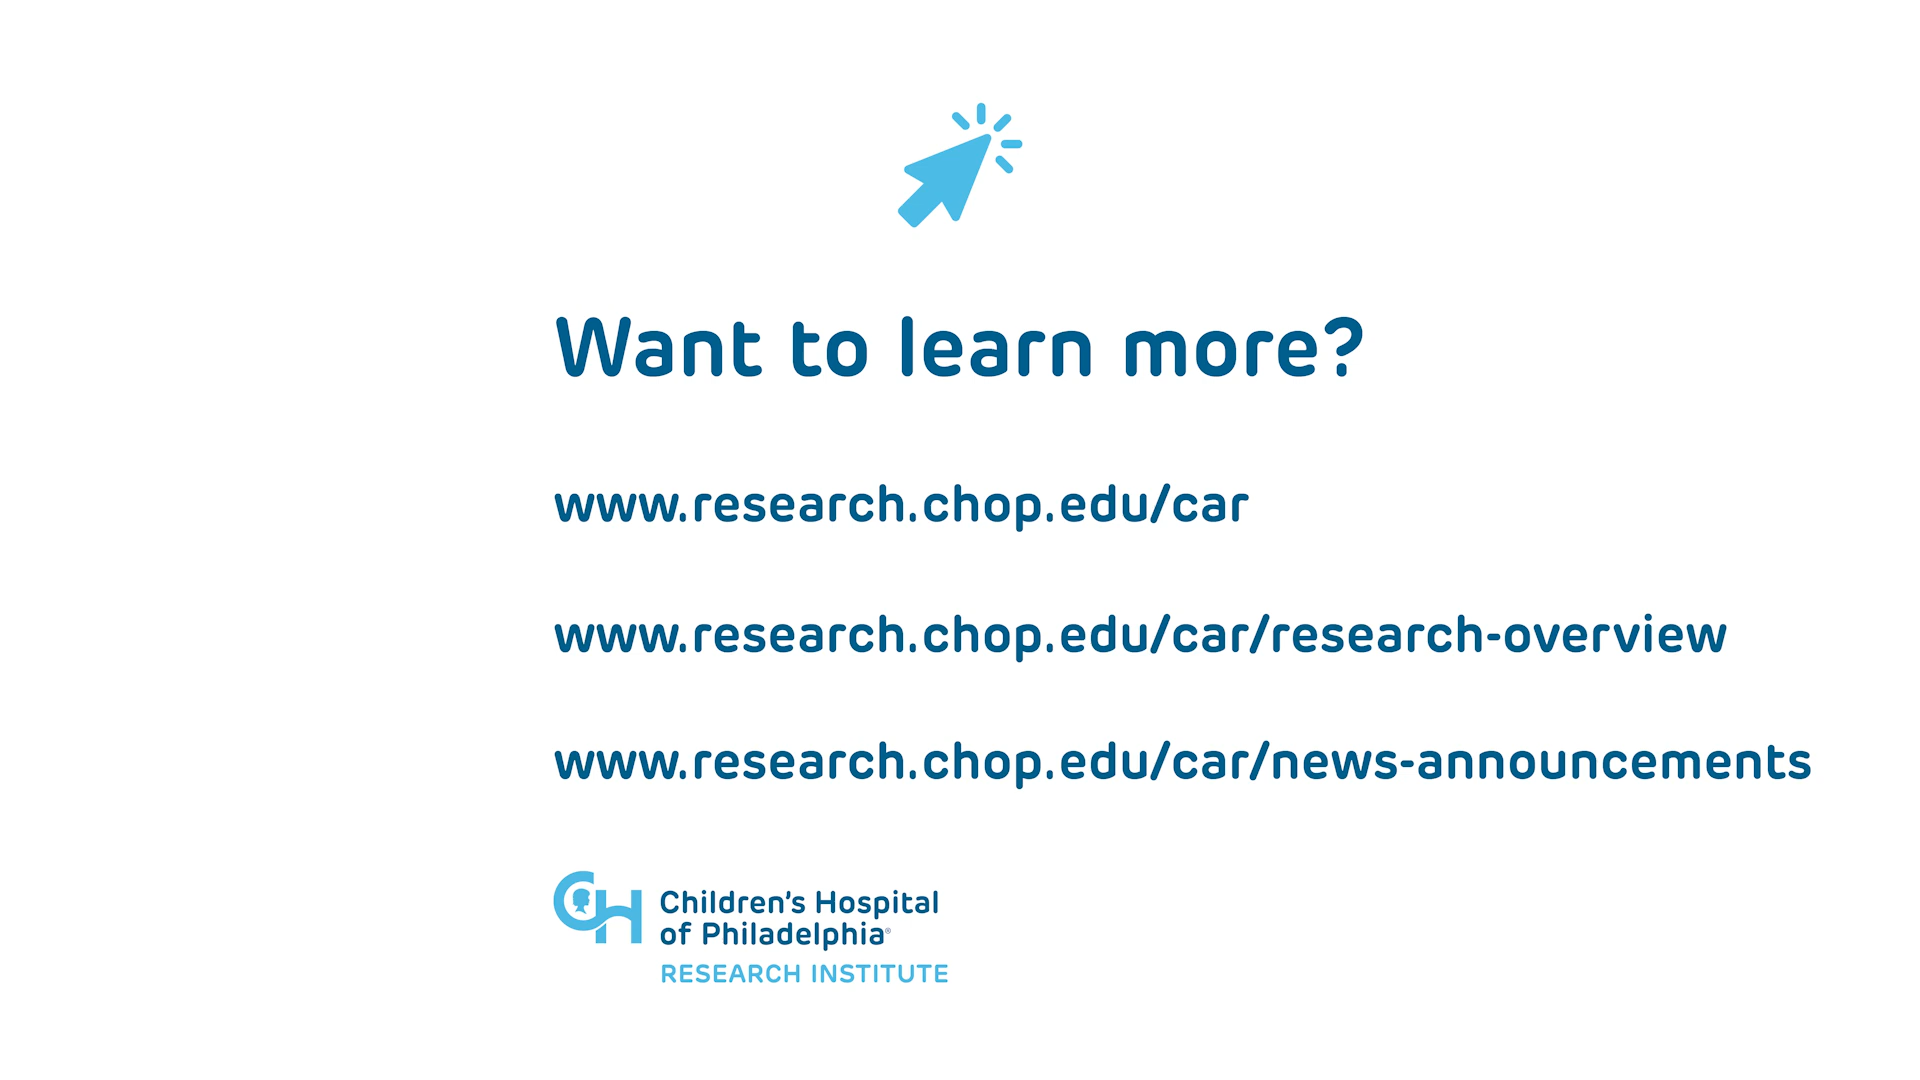 Want to learn more?
www.research.chop.edu/car
www.research.chop.edu/car/research-overview
www.research.chop.edu/car/news-announcements
CH
Children's Hospital
of Philadelphia®
RESEARCH INSTITUTE